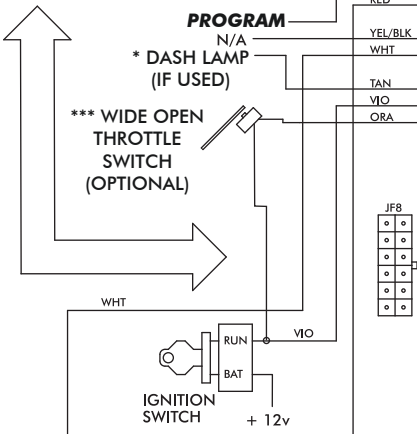 RED
PROGRAM
N/A
YEL/BLK
* DASH LAMP
(IF USED)
WHT
TAN
VIO
ORA
*** WIDE OPEN
THROTTLE
SWITCH
(OPTIONAL)
JF8
WHT
RUN
VIO
BAT
IGNITION
SWITCH
+ 12v